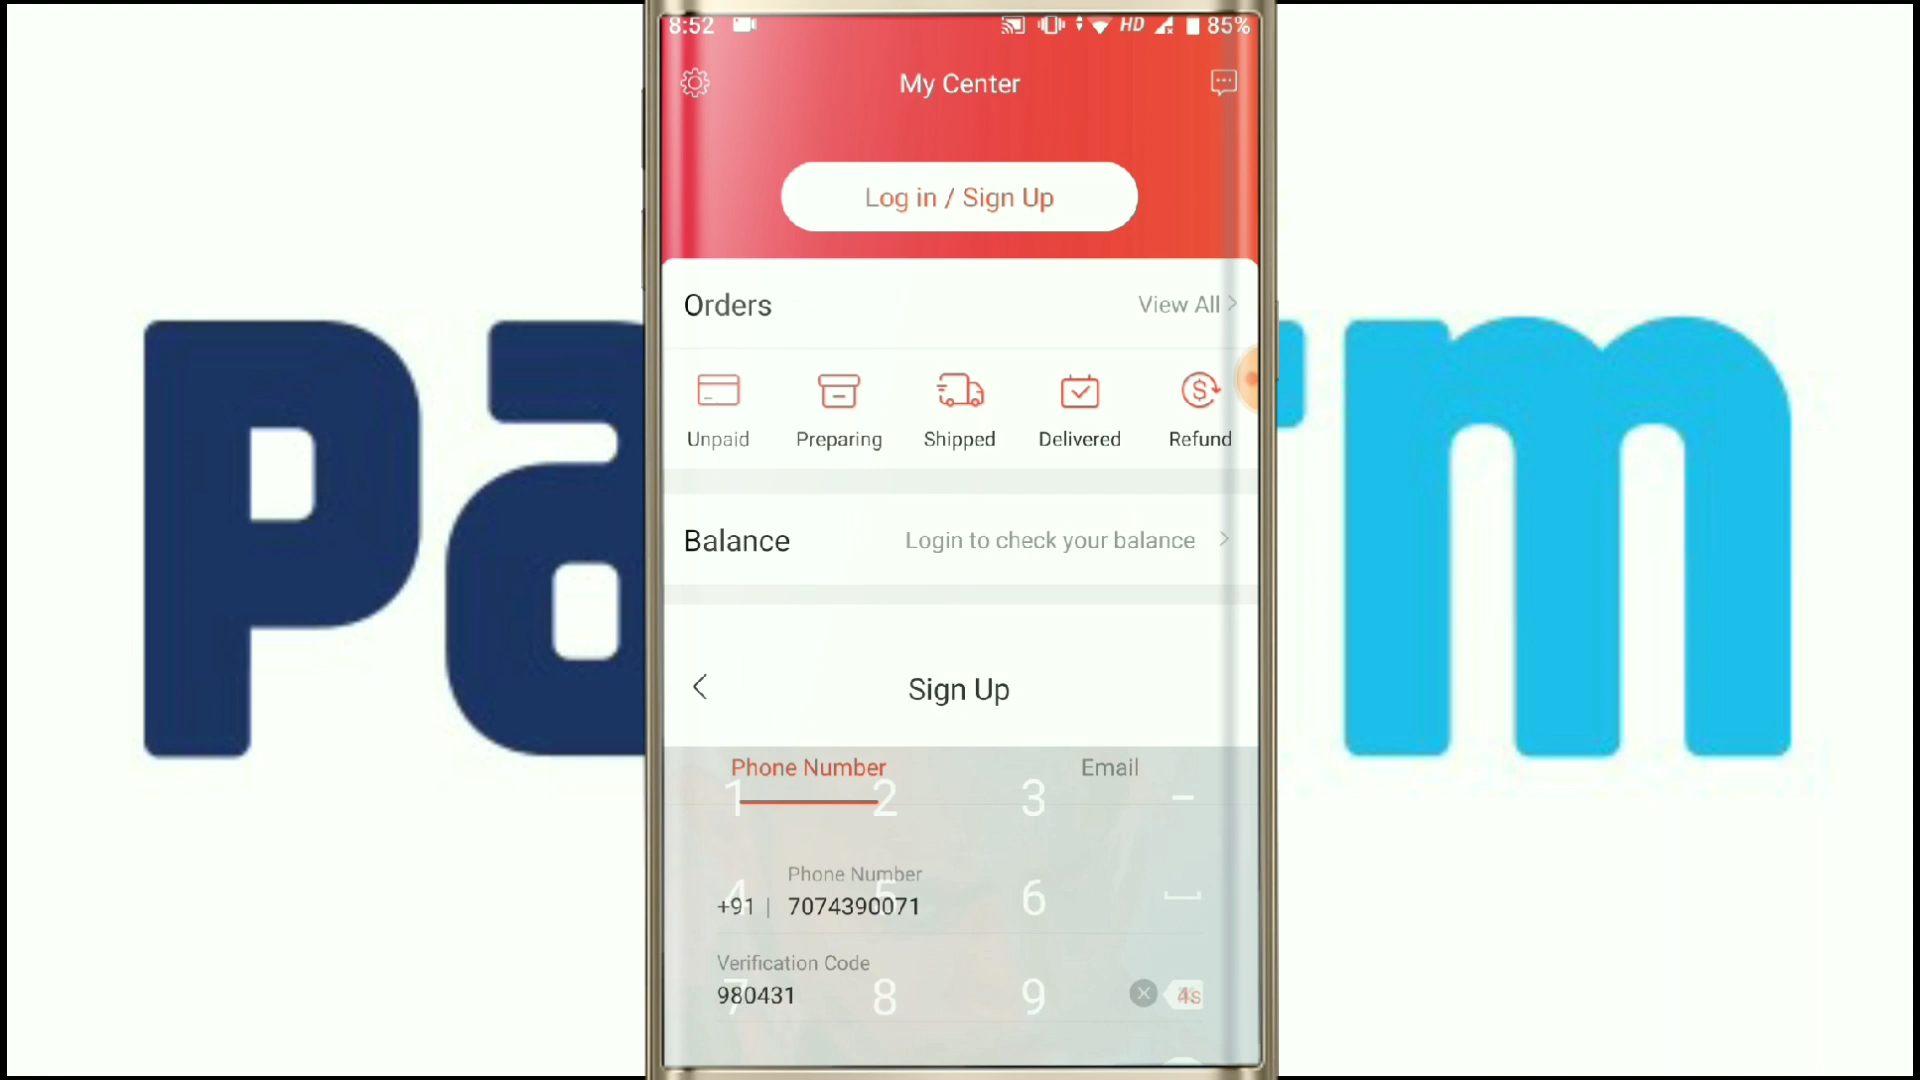 8:52 HD 85%
My Center
Log in / Sign Up
Orders View All
Unpaid Preparing Shipped Delivered Refund
Balance Login to check your balance
Sign Up
Phone Number Email
1 2 3 -
Phone Number
+91 | 7074390071
4 5 6
Verification Code
980431 4s
7 8 9
Pa m